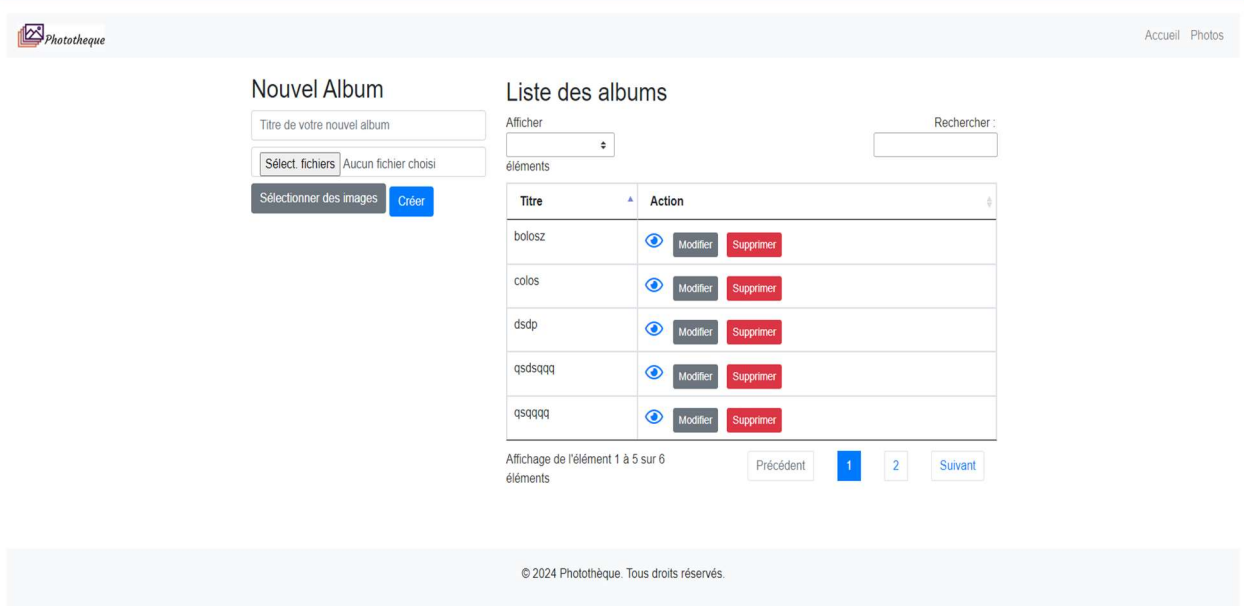 Phototheque
Accueil Photos
Nouvel Album
Titre de votre nouvel album
Sélect. fichiers Aucun fichier choisi
Sélectionner des images Créer
Liste des albums
Afficher
éléments
Rechercher :
Titre Action
bolosz Modifier Supprimer
colos Modifier Supprimer
dsdp Modifier Supprimer
qsdsqqq Modifier Supprimer
qsqqqq Modifier Supprimer
Affichage de l'élément 1 à 5 sur 6
éléments
Précédent 1 2 Suivant
© 2024 Photothèque. Tous droits réservés.